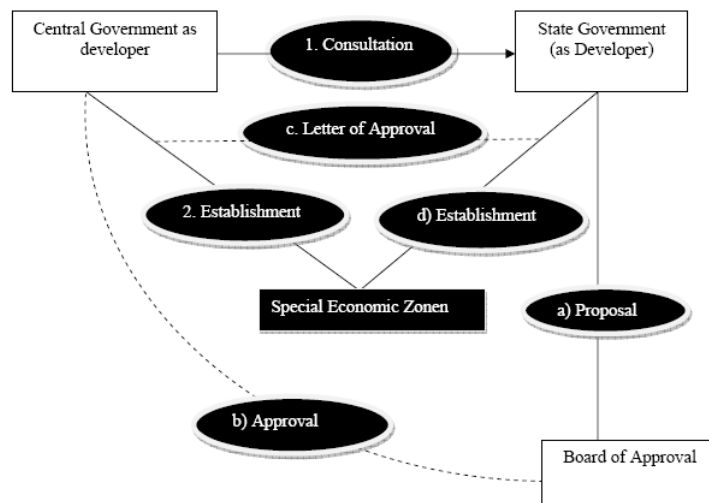 Central Government as
developer
1. Consultation
State Government
(as Developer)
c. Letter of Approval
2. Establishment
d) Establishment
Special Economic Zonen
a) Proposal
b) Approval
Board of Approval